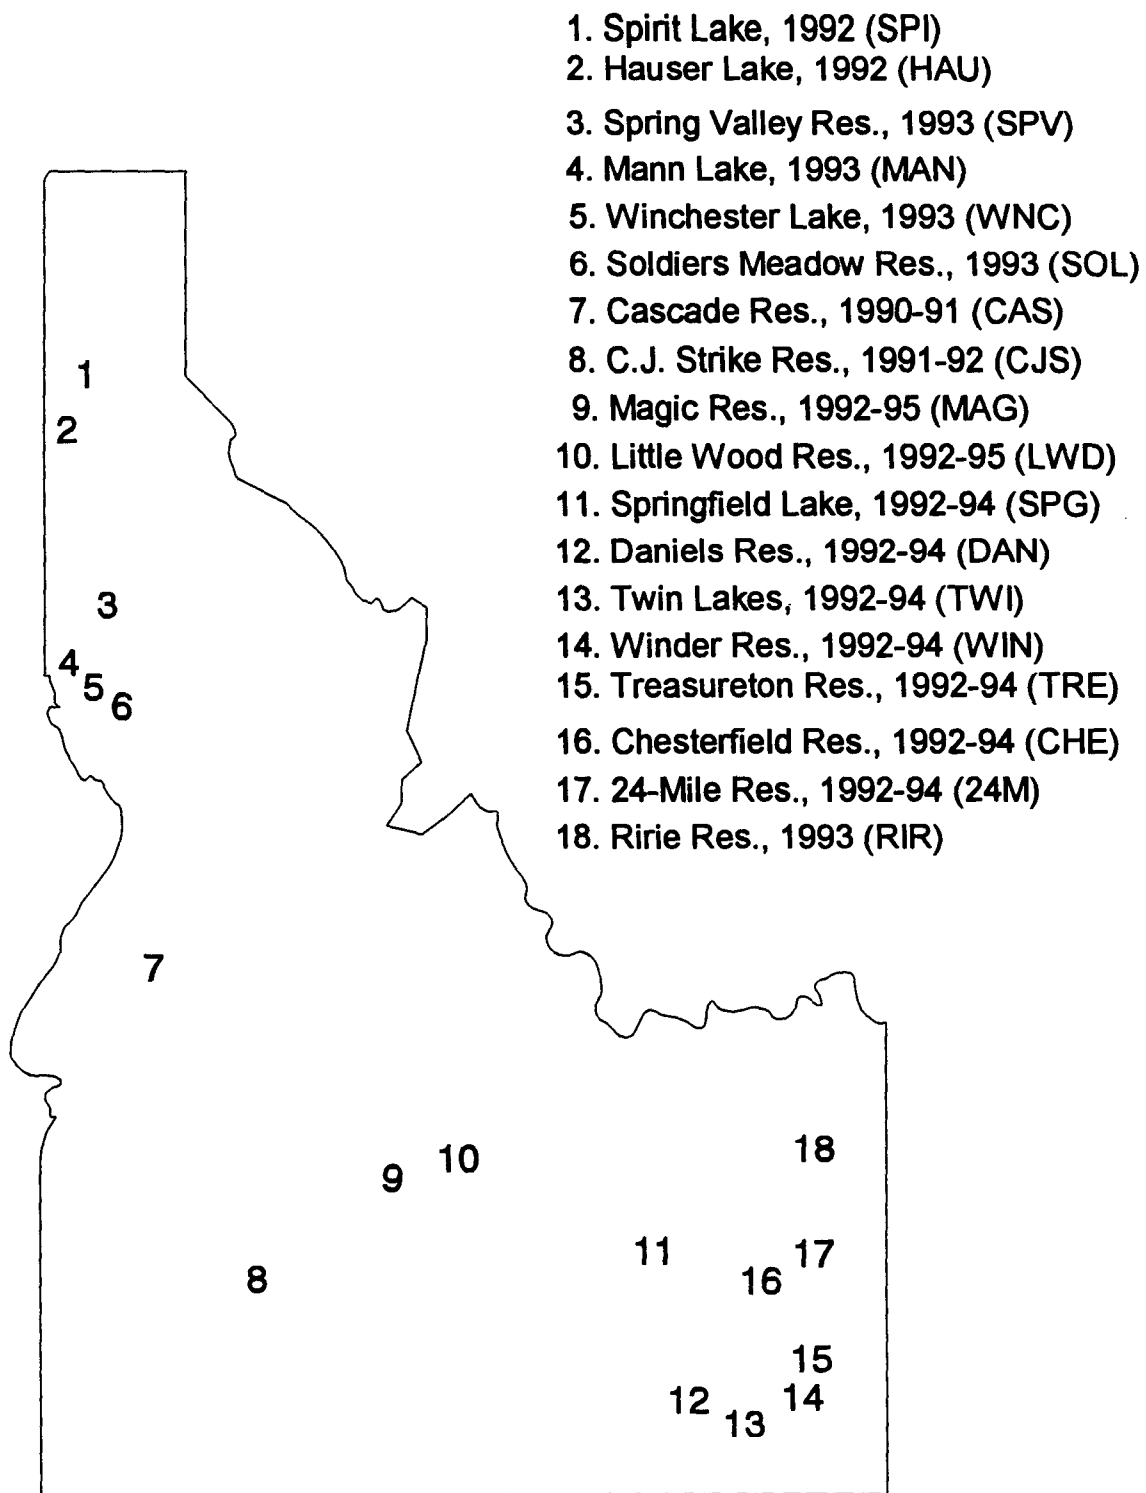 1. Spirit Lake, 1992 (SPI)
2. Hauser Lake, 1992 (HAU)
3. Spring Valley Res., 1993 (SPV)
4. Mann Lake, 1993 (MAN)
5. Winchester Lake, 1993 (WNC)
6. Soldiers Meadow Res., 1993 (SOL)
7. Cascade Res., 1990-91 (CAS)
8. C.J. Strike Res., 1991-92 (CJS)
9. Magic Res., 1992-95 (MAG)
10. Little Wood Res., 1992-95 (LWD)
11. Springfield Lake, 1992-94 (SPG)
12. Daniels Res., 1992-94 (DAN)
13. Twin Lakes, 1992-94 (TWI)
14. Winder Res., 1992-94 (WIN)
15. Treasureton Res., 1992-94 (TRE)
16. Chesterfield Res., 1992-94 (CHE)
17. 24-Mile Res., 1992-94 (24M)
18. Ririe Res., 1993 (RIR)
1
2
3
4
5
6
7
10
18
9
11
17
8
16
15
12
14
13